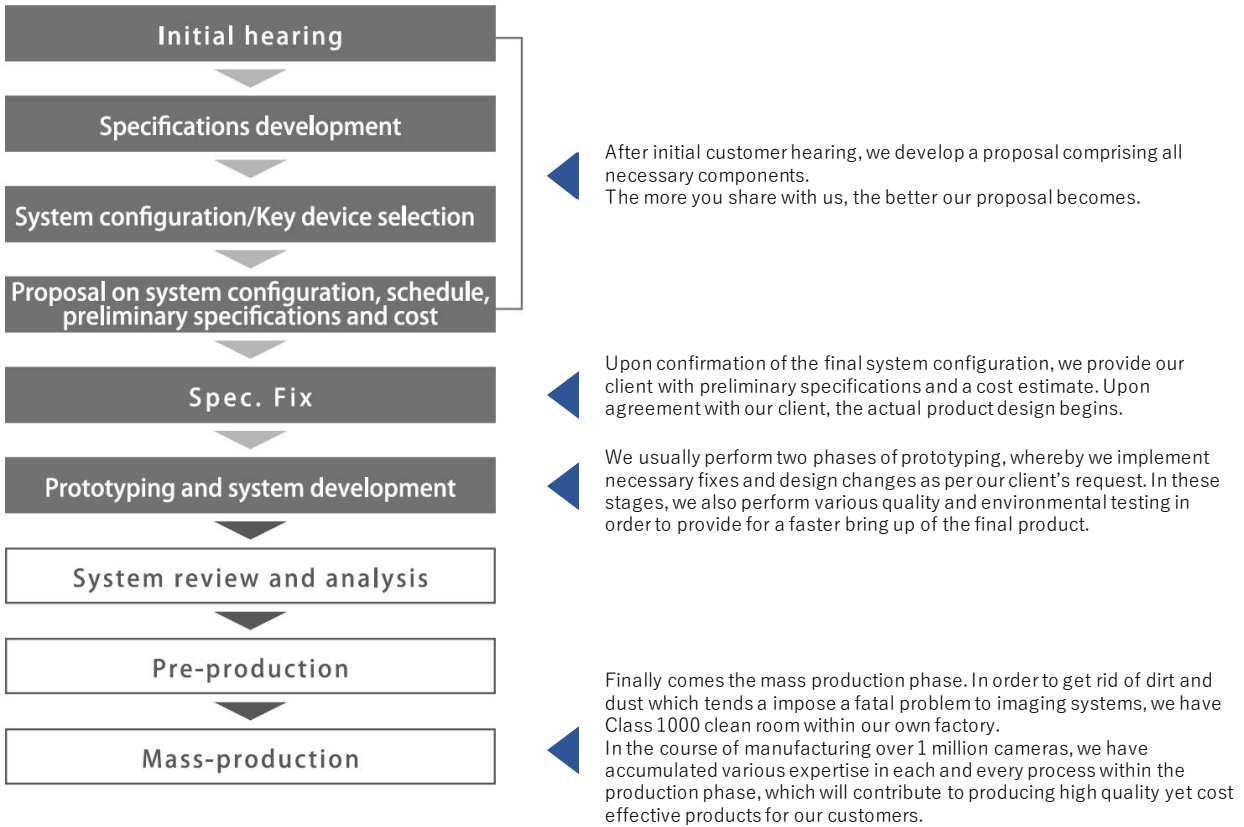 Initial hearing
Specifications development
System configuration/Key device selection
Proposal on system configuration, schedule,
preliminary specifications and cost
After initial customer hearing, we develop a proposal comprising all
necessary components.
The more you share with us, the better our proposal becomes.
Spec. Fix
Upon confirmation of the final system configuration, we provide our
client with preliminary specifications and a cost estimate. Upon
agreement with our client, the actual product design begins.
Prototyping and system development
We usually perform two phases of prototyping, whereby we implement
necessary fixes and design changes as per our client's request. In these
stages, we also perform various quality and environmental testing in
order to provide for a faster bring up of the final product.
System review and analysis
Pre-production
Mass-production
Finally comes the mass production phase. In order to get rid of dirt and
dust which tends a impose a fatal problem to imaging systems, we have
Class 1000 clean room within our own factory.
In the course of manufacturing over 1 million cameras, we have
accumulated various expertise in each and every process within the
production phase, which will contribute to producing high quality yet cost
effective products for our customers.